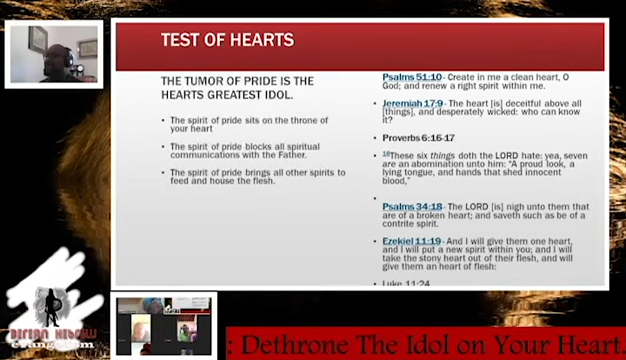 TEST OF HEARTS
THE TUMOR OF PRIDE IS THE
HEARTS GREATEST IDOL.
• The spirit of pride sits on the throne of
your heart
• The spirit of pride blocks all spiritual
communications with the Father.
• The spirit of pride brings all other spirits to
feed and house the flesh.
Psalms 51:10- Create in me a clean heart, O
God; and renew a right spirit within me.
• Jeremiah 17:9- The heart [is] deceitful above all
[things], and desperately wicked: who can know
it?
• Proverbs 6:16-17
• 16These six things doth the LORD hate: yea, seven
are an abomination unto him: “A proud look, a
lying tongue, and hands that shed innocent
blood,”
•
Psalms 34:18- The LORD [is] nigh unto them that
are of a broken heart; and saveth such as be of a
contrite spirit.
• Ezekiel 11:19- And I will give them one heart,
and I will put a new spirit within you; and I will
take the stony heart out of their flesh, and will
give them an heart of flesh:
• Luke 11:24
BEREAN HEBREW
: Dethrone The Idol on Your Heart.